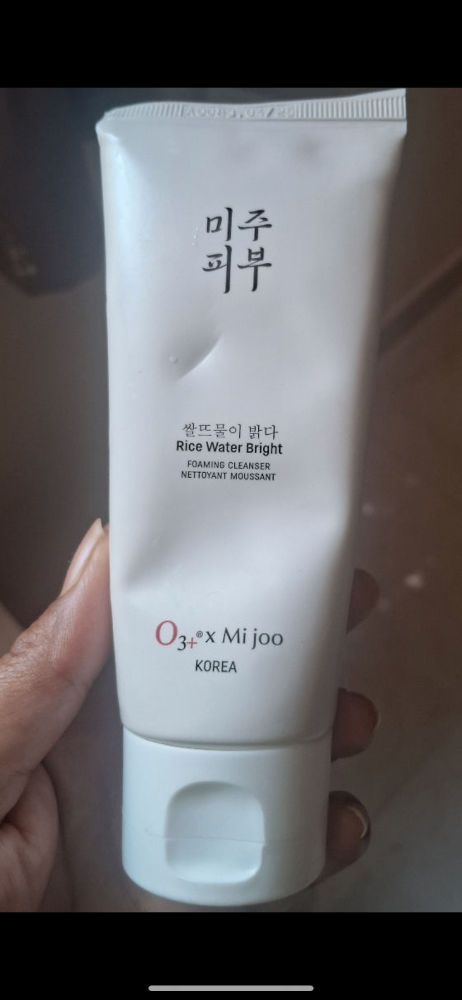 미주
피부
쌀뜨물이 밝다
Rice Water Bright
FOAMING CLEANSER
NETTOYANT MOUSSANT
O3+® x Mi joo
KOREA